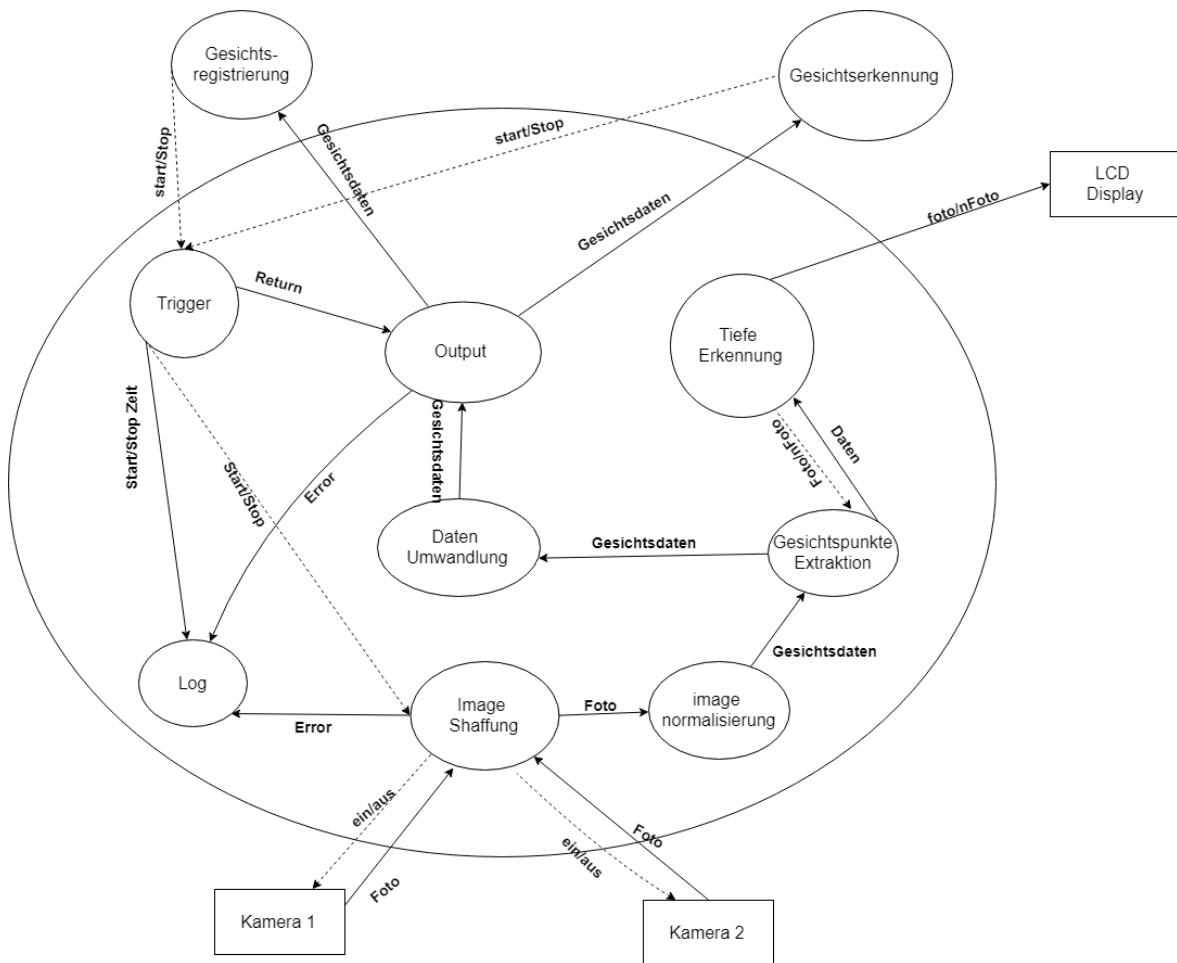 Gesichts-
registrierung
Gesichtserkennung
start/Stop
start/Stop
Gesichtsdaten
Gesichtsdaten
foto/nFoto
LCD
Display
Trigger
Return
Output
Tiefe
Erkennung
Start/Stop Zeit
Start/Stop
Error
Gesichtsdaten
Foto/nFoto
Daten
Daten
Umwandlung
Gesichtsdaten
Gesichtspunkte
Extraktion
Log
Error
Image
Shaffung
Foto
image
normalisierung
Gesichtsdaten
ein/aus
Foto
ein/aus
Foto
Kamera 1
Kamera 2